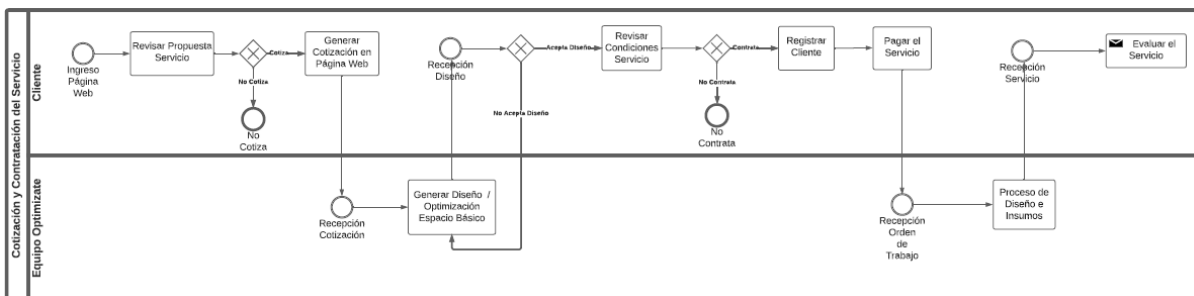 Cotización y Contratación del Servicio
Cliente
Ingreso
Página
Web
Revisar Propuesta
Servicio
Cotiza
No Cotiza
No
Cotiza
Generar
Cotización en
Página Web
Recepción
Diseño
Acepta Diseño
No Acepta Diseño
Revisar
Condiciones
Servicio
Contrata
No Contrata
No
Contrata
Registrar
Cliente
Pagar el
Servicio
Recepción
Servicio
Evaluar el
Servicio
Equipo Optimizate
Recepción
Cotización
Generar Diseño /
Optimización
Espacio Básico
Recepción
Orden
de
Trabajo
Proceso de
Diseño e
Insumos